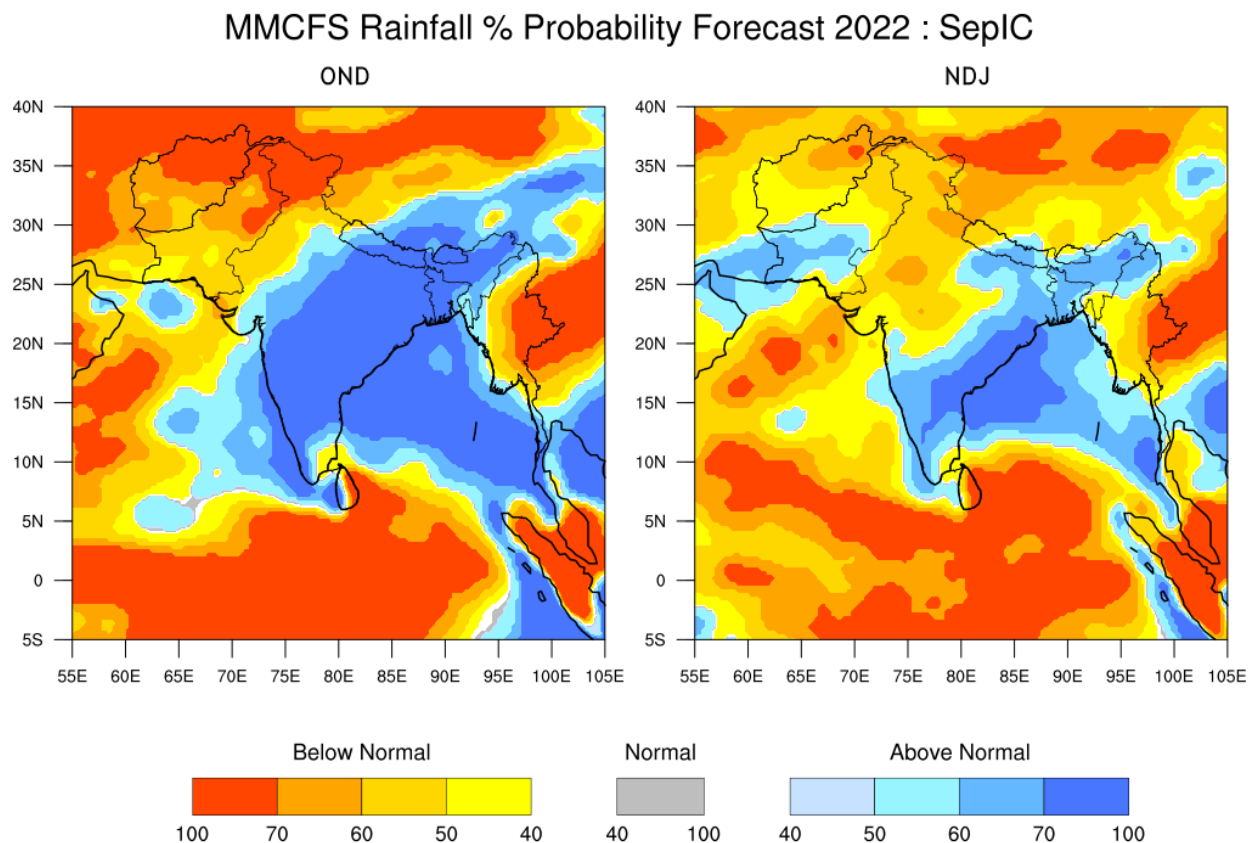 MMCFS Rainfall % Probability Forecast 2022 : SepIC
OND
NDJ
40N
35N
30N
25N
20N
15N
10N
5N
0
5S
55E 60E 65E 70E 75E 80E 85E 90E 95E 100E 105E
40N
35N
30N
25N
20N
15N
10N
5N
0
5S
55E 60E 65E 70E 75E 80E 85E 90E 95E 100E 105E
Below Normal
100 70 60 50 40
Normal
40 100
Above Normal
40 50 60 70 100